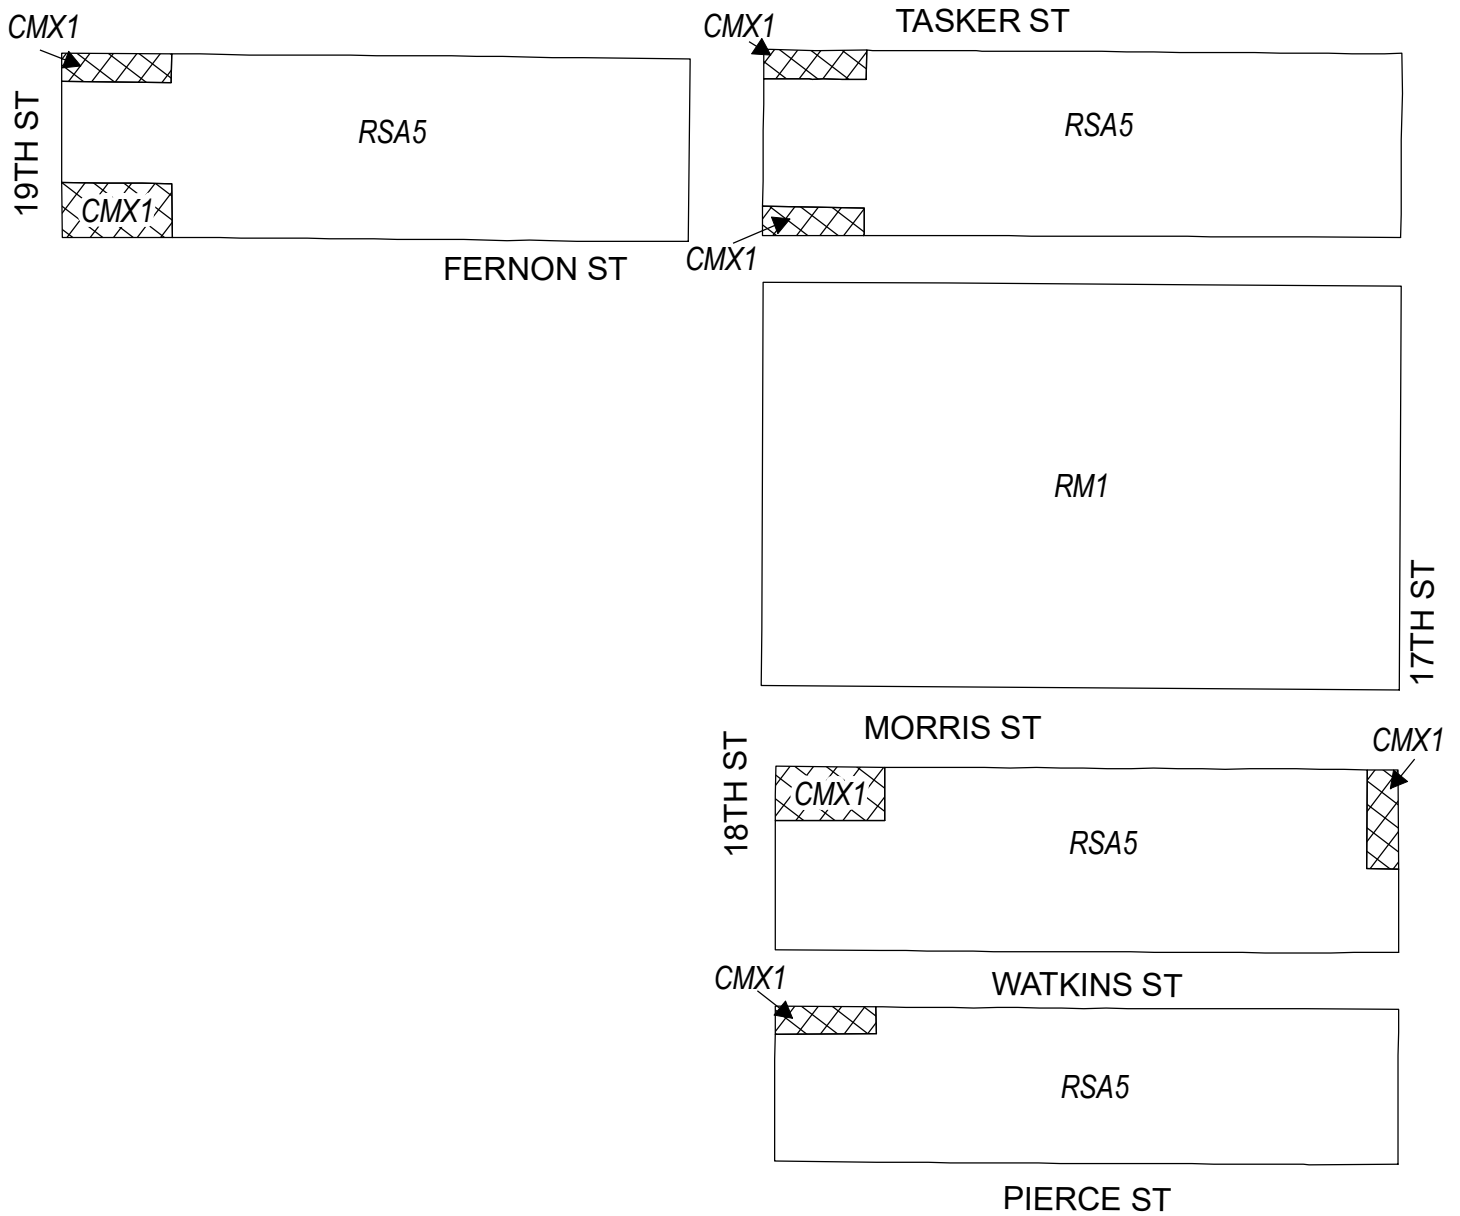 CMX1
CMX1
TASKER ST
19TH ST
RSA5
RSA5
CMX1
CMX1
FERNON ST
RM1
17TH ST
MORRIS ST
18TH ST
CMX1
CMX1
RSA5
CMX1
WATKINS ST
RSA5
PIERCE ST